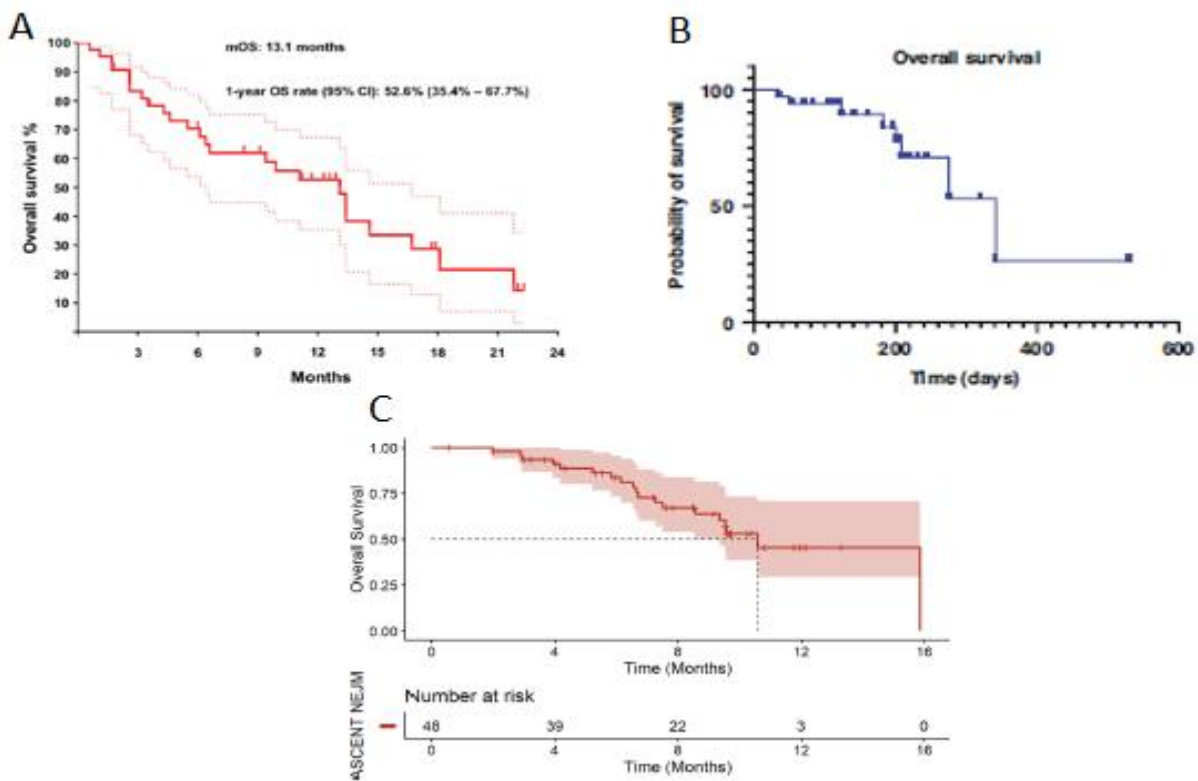 A
mOS: 13.1 months
1-year OS rate (95% CI): 52.6% (35.4% – 67.7%)
Overall survival %
100
90
80
70
60
50
40
30
20
10
3 6 9 12 15 18 21 24
Months
B
Overall survival
Probability of survival
100
50
0
0 200 400 600
Time (days)
C
Overall Survival
1.00
0.75
0.50
0.25
0.00
0 4 8 12 16
Time (Months)
ASCENT NEJM
Number at risk
48 39 22 3 0
0 4 8 12 16
Time (Months)